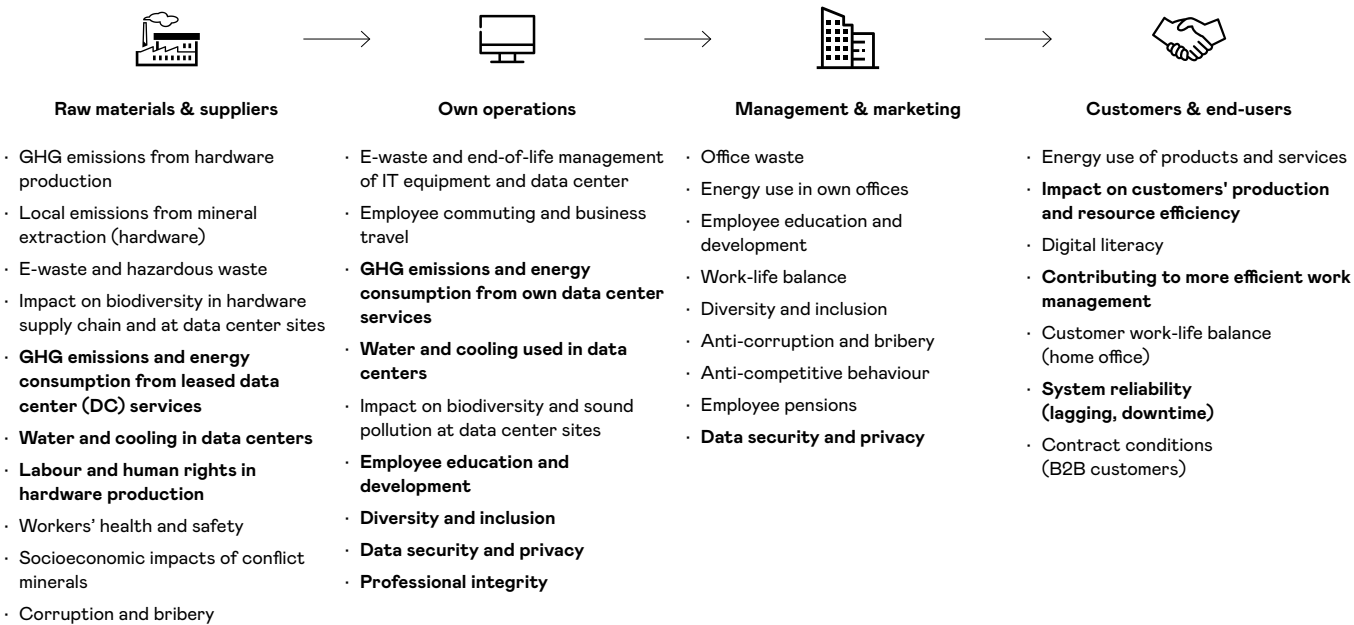 Raw materials & suppliers
· GHG emissions from hardware
production
· Local emissions from mineral
extraction (hardware)
· E-waste and hazardous waste
· Impact on biodiversity in hardware
supply chain and at data center sites
· GHG emissions and energy
consumption from leased data
center (DC) services
· Water and cooling in data centers
· Labour and human rights in
hardware production
· Workers’ health and safety
· Socioeconomic impacts of conflict
minerals
· Corruption and bribery
Own operations
· E-waste and end-of-life management
of IT equipment and data center
· Employee commuting and business
travel
· GHG emissions and energy
consumption from own data center
services
· Water and cooling used in data
centers
· Impact on biodiversity and sound
pollution at data center sites
· Employee education and
development
· Diversity and inclusion
· Data security and privacy
· Professional integrity
Management & marketing
· Office waste
· Energy use in own offices
· Employee education and
development
· Work-life balance
· Diversity and inclusion
· Anti-corruption and bribery
· Anti-competitive behaviour
· Employee pensions
· Data security and privacy
Customers & end-users
· Energy use of products and services
· Impact on customers' production
and resource efficiency
· Digital literacy
· Contributing to more efficient work
management
· Customer work-life balance
(home office)
· System reliability
(lagging, downtime)
· Contract conditions
(B2B customers)